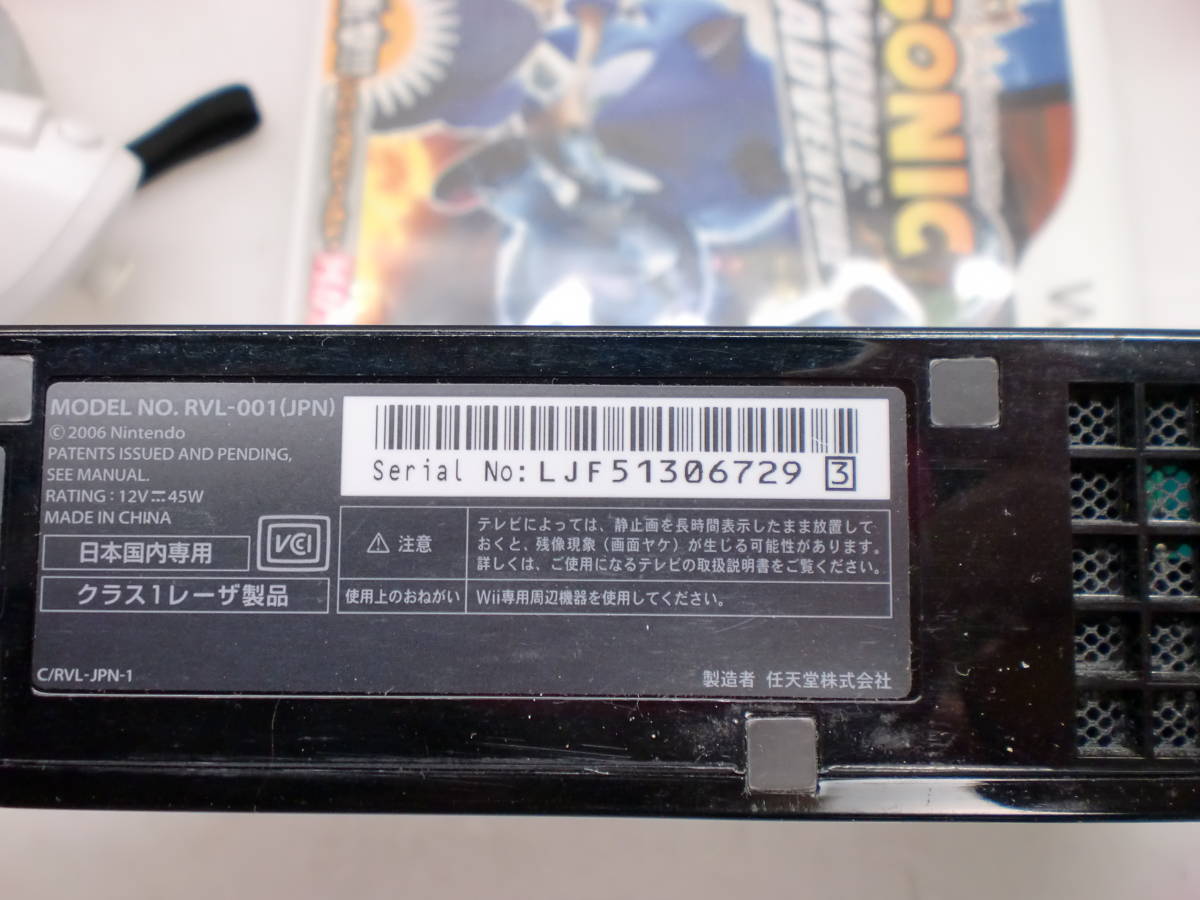 SONIC
MODEL NO. RVL-001(JPN)
©2006 Nintendo
PATENTS ISSUED AND PENDING,
SEE MANUAL.
RATING : 12V⎓45W
MADE IN CHINA
日本国内専用
VCI
クラス1レーザ製品
C/RVL-JPN-1
Serial No:LJF51306729 3
⚠ 注意
テレビによっては、静止画を長時間表示したまま放置して
おくと、残像現象(画面ヤケ)が生じる可能性があります。
詳しくは、ご使用になるテレビの取扱説明書をご覧ください。
使用上のおねがい
Wii専用周辺機器を使用してください。
製造者 任天堂株式会社